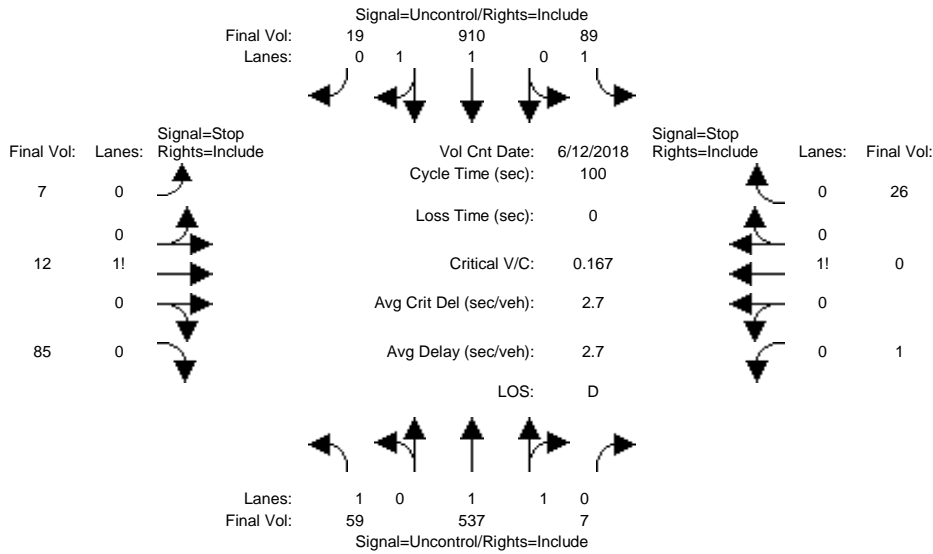 Signal=Uncontrol/Rights=Include
Final Vol: 19 910 89
Lanes: 0 1 1 0 1
Signal=Stop
Final Vol: Lanes: Rights=Include
Vol Cnt Date: 6/12/2018
Signal=Stop
Rights=Include Lanes: Final Vol:
Cycle Time (sec): 100
7 0
0 26
Loss Time (sec): 0
0
0
12 1!
Critical V/C: 0.167
1! 0
0
Avg Crit Del (sec/veh): 2.7
0
85 0
Avg Delay (sec/veh): 2.7
0 1
LOS: D
Lanes: 1 0 1 1 0
Final Vol: 59 537 7
Signal=Uncontrol/Rights=Include